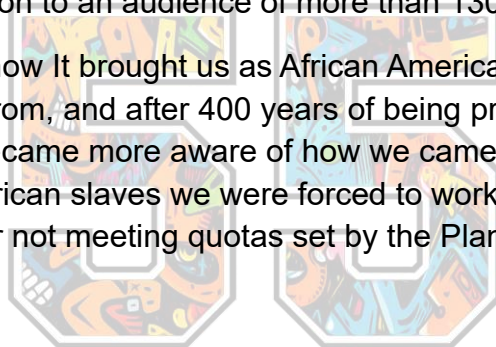 on to an audience of more than 130
ow It brought us as African America
rom, and after 400 years of being pr
came more aware of how we came
rican slaves we were forced to work
r not meeting quotas set by the Plan
55